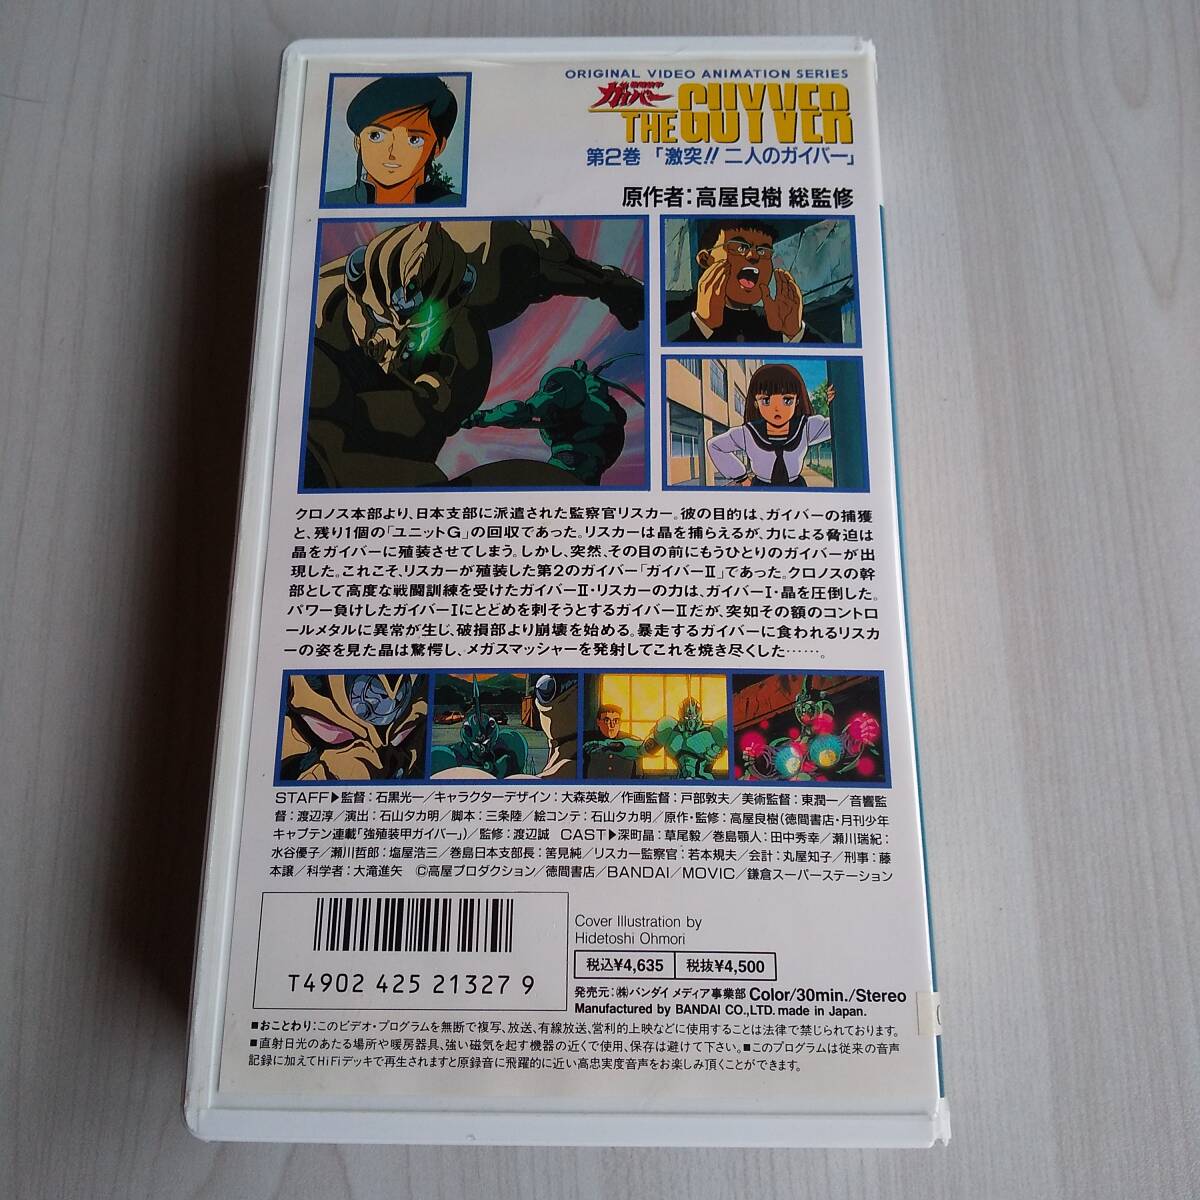 ORIGINAL VIDEO ANIMATION SERIES
強殖装甲
ガイバー
THE GUYVER
第2巻 「激突!! 二人のガイバー」
原作者:高屋良樹 総監修
クロノス本部より、日本支部に派遣された監察官リスカー。彼の目的は、ガイバーの捕獲
と、残り1個の「ユニットG」の回収であった。リスカーは晶を捕らえるが、力による脅迫は
晶をガイバーに殖装させてしまう。しかし、突然、その目の前にもうひとりのガイバーが出
現した。これこそ、リスカーが殖装した第2のガイバー「ガイバーⅡ」であった。クロノスの幹
部として高度な戦闘訓練を受けたガイバーⅡ・リスカーの力は、ガイバーⅠ・晶を圧倒した。
パワー負けしたガイバーⅠにとどめを刺そうとするガイバーⅡだが、突如その額のコントロ
ールメタルに異常が生じ、破損部より崩壊を始める。暴走するガイバーに食われるリスカ
ーの姿を見た晶は驚愕し、メガスマッシャーを発射してこれを焼き尽くした……。
STAFF▶監督:石黒光一/キャラクターデザイン:大森英敏/作画監督:戸部敦夫/美術監督:東潤一/音響監
督:渡辺淳/演出:石山タカ明/脚本:三条陸/絵コンテ:石山タカ明/原作・監修:高屋良樹(徳間書店・月刊少年
キャプテン連載「強殖装甲ガイバー」)/監修:渡辺誠 CAST▶深町晶:草尾毅/巻島顎人:田中秀幸/瀬川瑞紀:
水谷優子/瀬川哲郎:塩屋浩三/巻島日本支部長:筈見純/リスカー監察官:若本規夫/会計:丸屋知子/刑事:藤
本譲/科学者:大滝進矢 ©高屋プロダクション/徳間書店/BANDAI/MOVIC/鎌倉スーパーステーション
T4902 425 21327 9
Cover Illustration by
Hidetoshi Ohmori
税込¥4,635 税抜¥4,500
発売元:㈱バンダイ メディア事業部 Color/30min./Stereo
Manufactured by BANDAI CO.,LTD. made in Japan.
■おことわり:このビデオ・プログラムを無断で複写、放送、有線放送、営利的上映などに使用することは法律で禁じられております。
■直射日光のあたる場所や暖房器具、強い磁気を起す機器の近くで使用、保存は避けて下さい。■このプログラムは従来の音声
記録に加えてHiFiデッキで再生されますと原録音に飛躍的に近い高忠実度音声をお楽しみ頂くことができます。